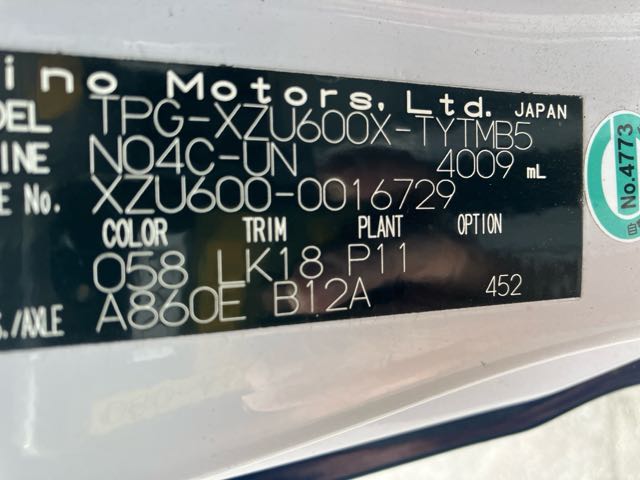 ino Motors, Ltd. JAPAN
DEL TPG-XZU600X-TYTMB5
INE N04C-UN 4009 mL
E No. XZU600-0016729
COLOR TRIM PLANT OPTION
058 LK18 P11
S./AXLE A860E B12A 452
No.4773
自